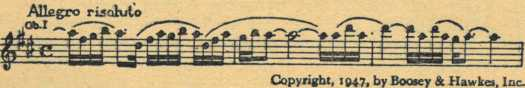 Allegro risoluto
Ob. I
Copyright, 1947, by Boosey & Hawkes, Inc.